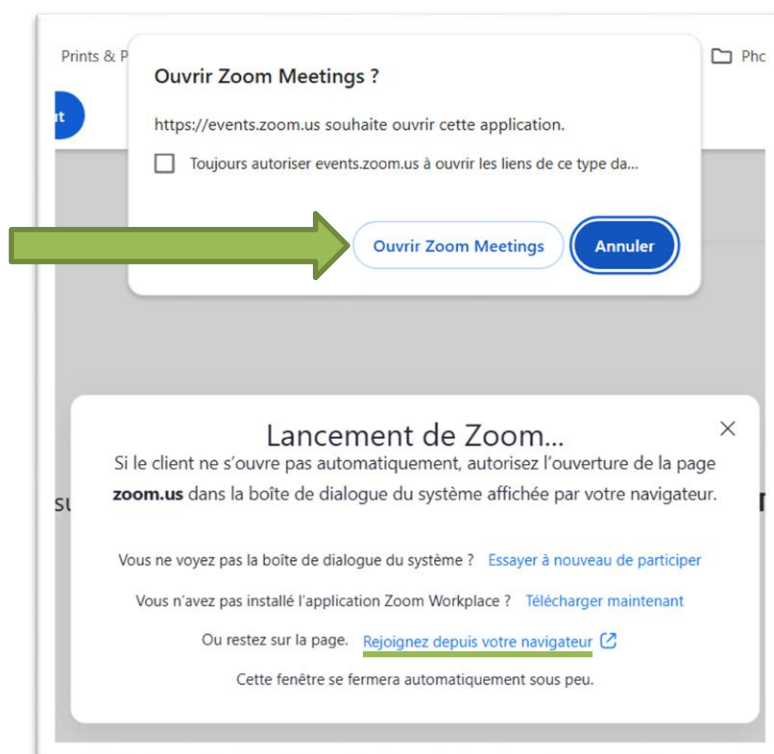 Prints & P
Phc
Ouvrir Zoom Meetings ?
https://events.zoom.us souhaite ouvrir cette application.
Toujours autoriser events.zoom.us à ouvrir les liens de ce type da...
Ouvrir Zoom Meetings
Annuler
Lancement de Zoom...
Si le client ne s'ouvre pas automatiquement, autorisez l'ouverture de la page
zoom.us dans la boîte de dialogue du système affichée par votre navigateur.
Vous ne voyez pas la boîte de dialogue du système ? Essayer à nouveau de participer
Vous n'avez pas installé l'application Zoom Workplace ? Télécharger maintenant
Ou restez sur la page. Rejoignez depuis votre navigateur
Cette fenêtre se fermera automatiquement sous peu.